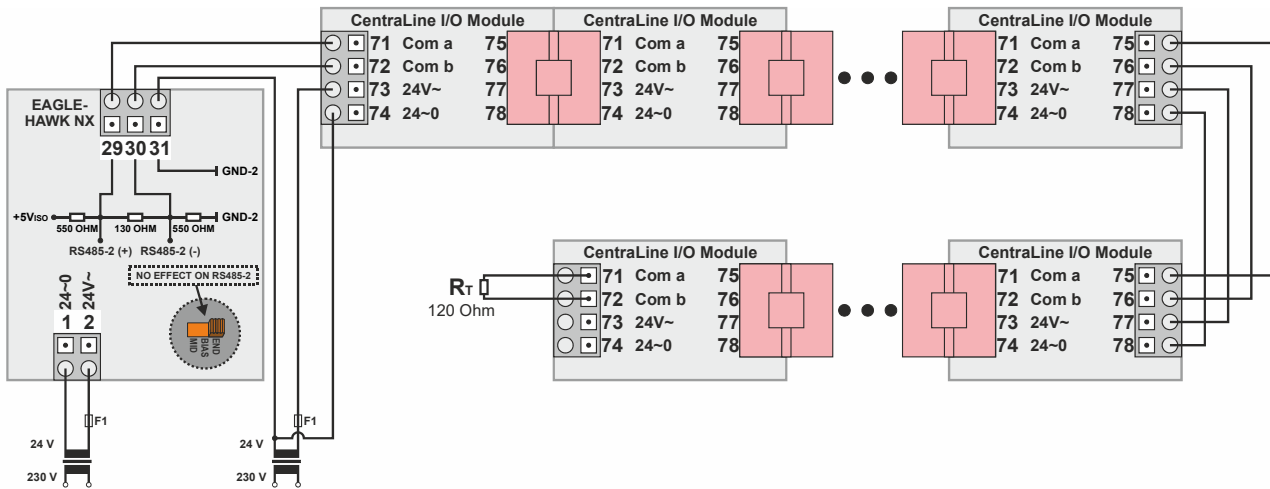 CentraLine I/O Module
71 Com a 75
72 Com b 76
73 24V~ 77
74 24~0 78
CentraLine I/O Module
71 Com a 75
72 Com b 76
73 24V~ 77
74 24~0 78
CentraLine I/O Module
71 Com a 75
72 Com b 76
73 24V~ 77
74 24~0 78
EAGLE-
HAWK NX
29 30 31
GND-2
+5VISO
550 OHM
130 OHM
550 OHM
GND-2
RS485-2 (+) RS485-2 (-)
NO EFFECT ON RS485-2
MID
BIAS
END
24~0
24V~
1 2
F1
24 V
230 V
F1
24 V
230 V
RT
120 Ohm
CentraLine I/O Module
71 Com a 75
72 Com b 76
73 24V~ 77
74 24~0 78
CentraLine I/O Module
71 Com a 75
72 Com b 76
73 24V~ 77
74 24~0 78